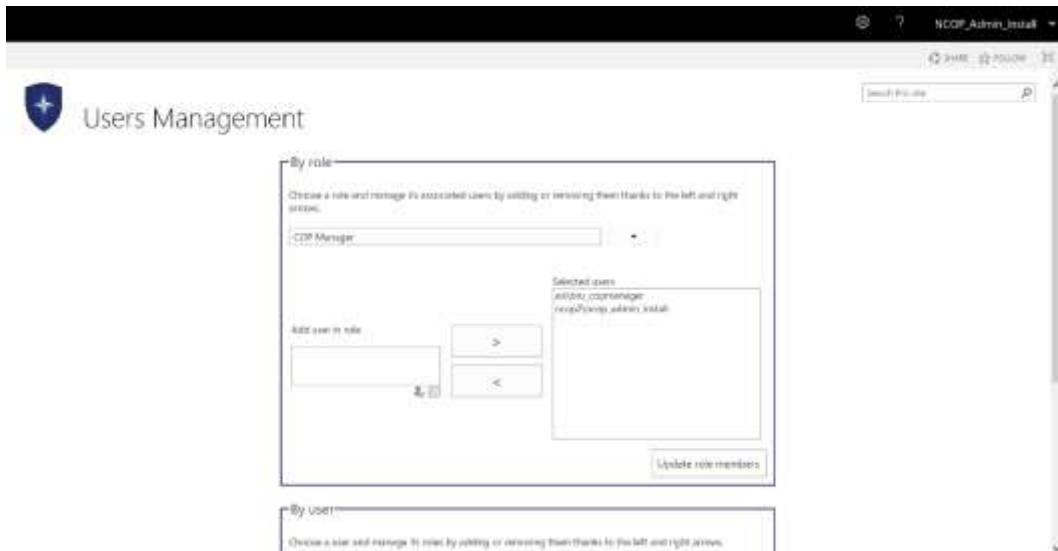 ? NCOP_Admin_Install
SHARE FOLLOW
Search this site
Users Management
By role
Choose a role and manage its associated users by adding or removing them thanks to the left and right
arrows.
COP Manager
Selected users
ncop2\ncop_admin_install
Add user in role
>
<
Update role members
By user
Choose a user and manage its roles by adding or removing them thanks to the left and right arrows.